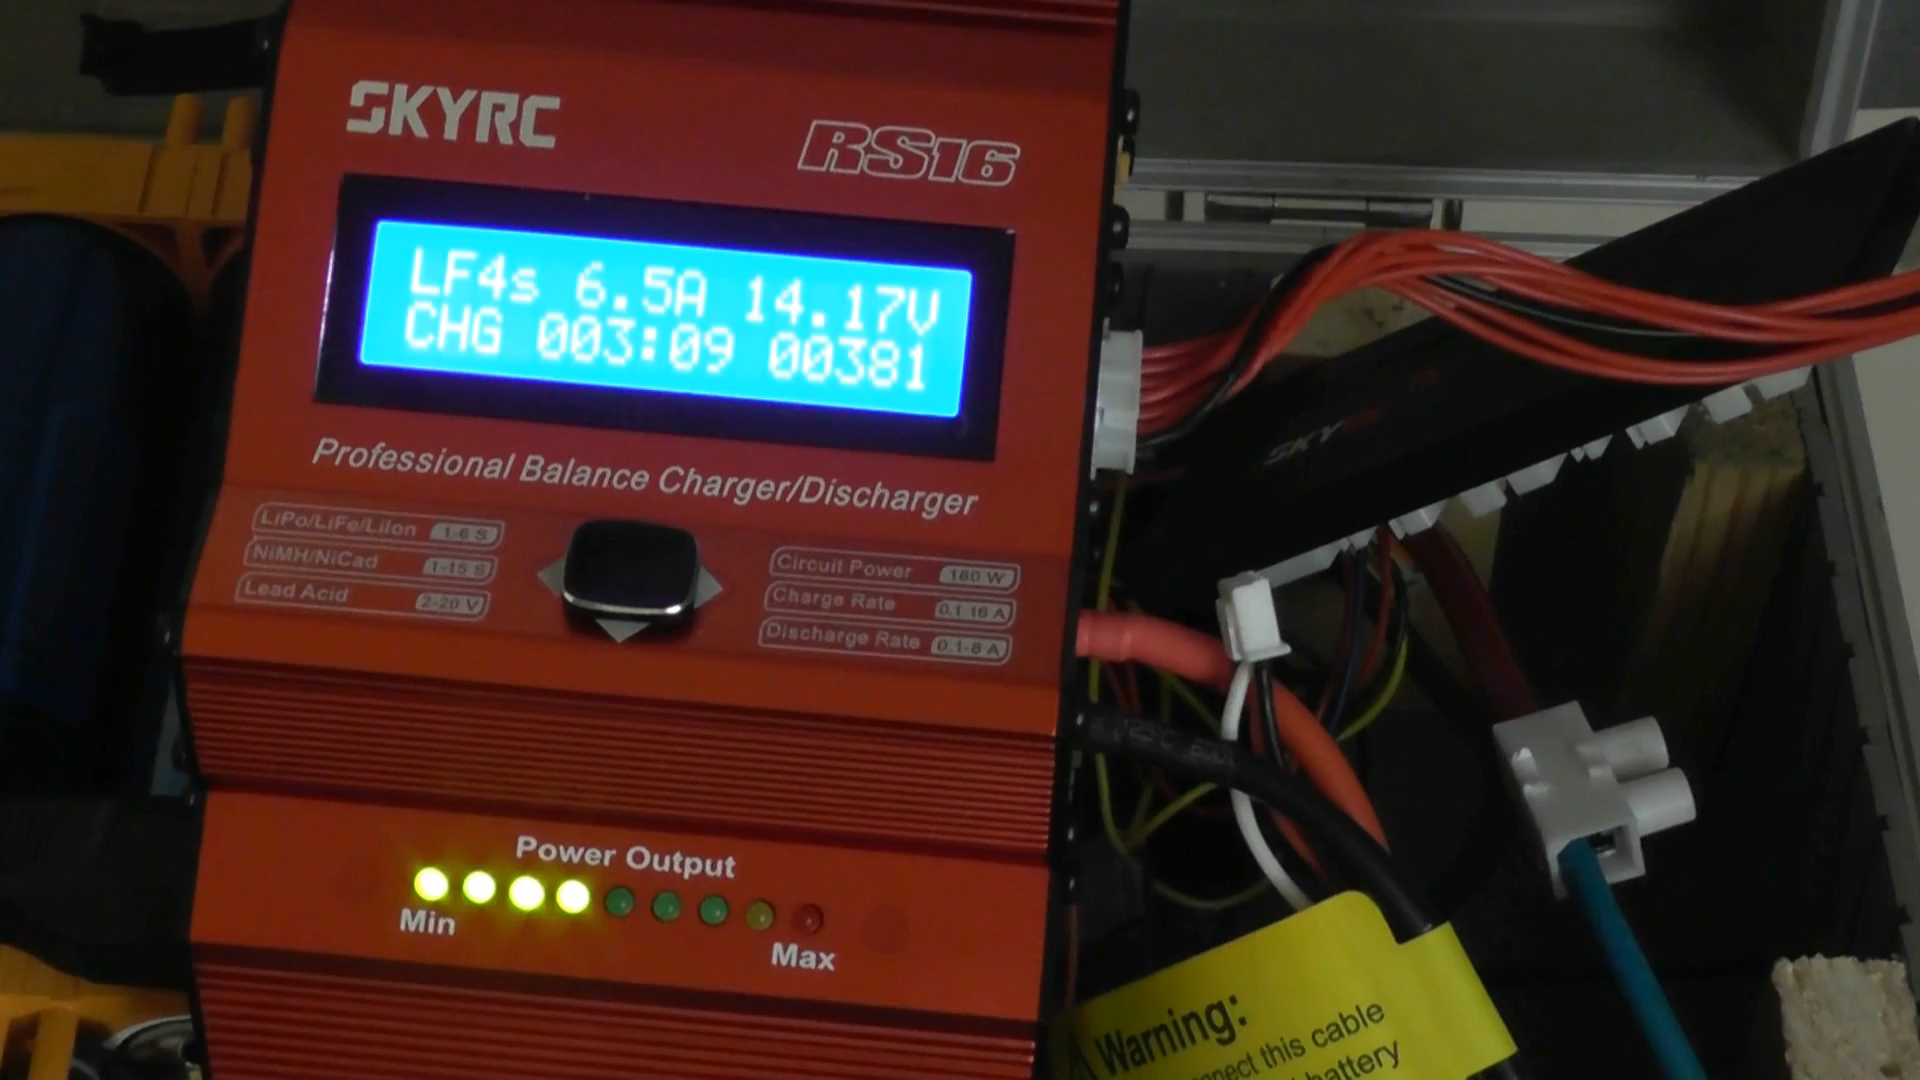 SKYRC
RS16
LF4s 6.5A 14.17V
CHG 003:09 00381
Professional Balance Charger/Discharger
LiPo/LiFe/LiIon 1-6 S
NiMH/NiCad 1-15 S
Lead Acid 2-20 V
Circuit Power 180 W
Charge Rate 0.1-16 A
Discharge Rate 0.1-8 A
Power Output
Min
Max
SKYRC
Warning:
this cable
battery